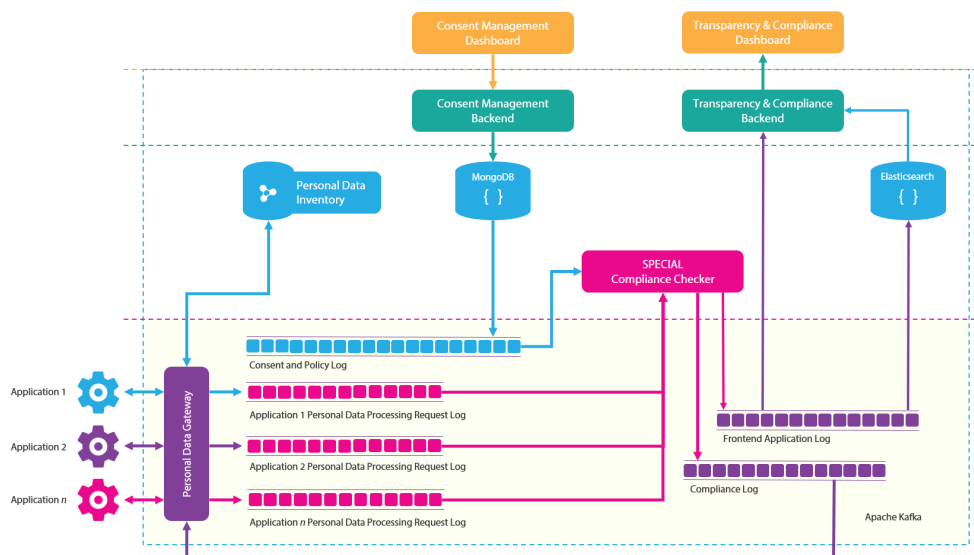 Consent Management
Dashboard
Transparency & Compliance
Dashboard
Consent Management
Backend
Transparency & Compliance
Backend
Personal Data
Inventory
MongoDB
{ }
Elasticsearch
{ }
SPECIAL
Compliance Checker
Consent and Policy Log
Application 1
Application 1 Personal Data Processing Request Log
Personal Data Gateway
Frontend Application Log
Application 2
Application 2 Personal Data Processing Request Log
Compliance Log
Application n
Application n Personal Data Processing Request Log
Apache Kafka